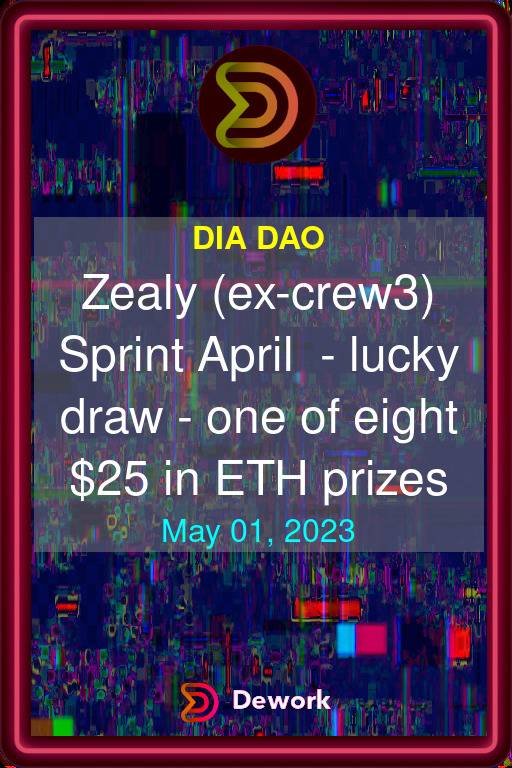 DIA DAO
Zealy (ex-crew3)
Sprint April  - lucky
draw - one of eight
$25 in ETH prizes
May 01, 2023
Dework